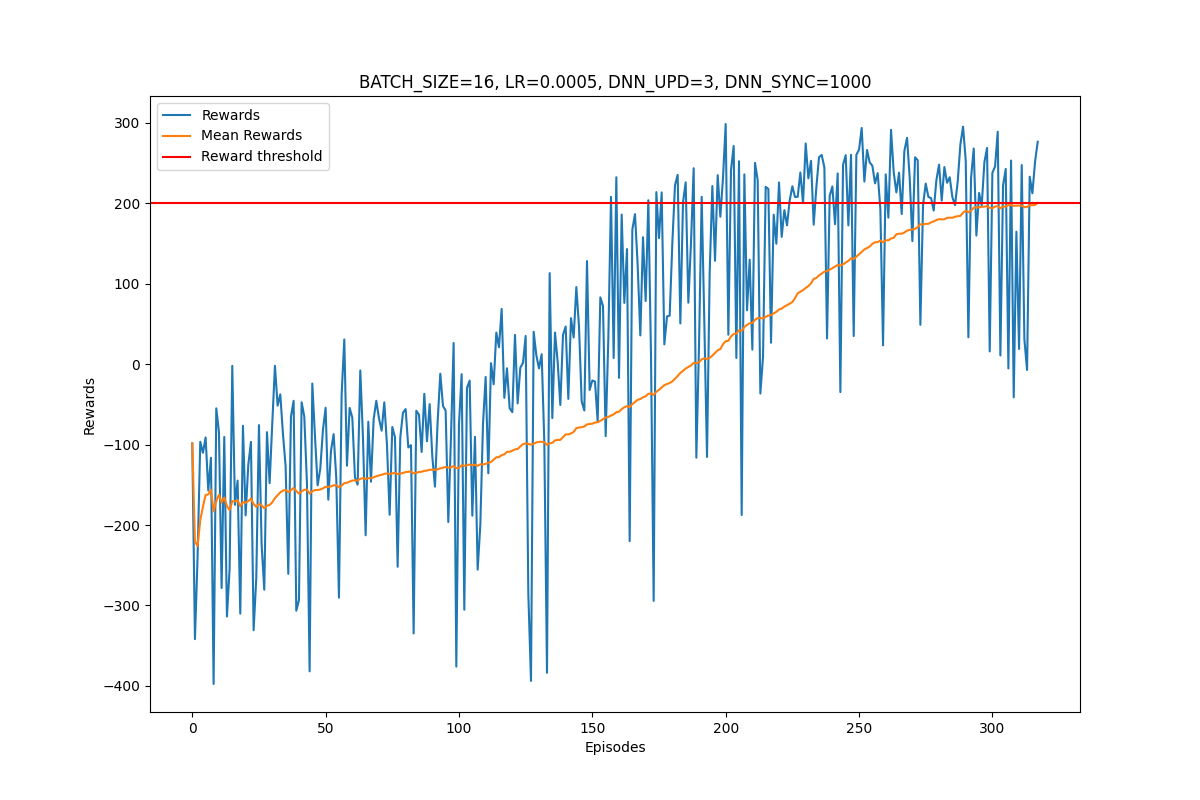 BATCH_SIZE=16, LR=0.0005, DNN_UPD=3, DNN_SYNC=1000
Rewards
Mean Rewards
Reward threshold
300
200
100
0
−100
−200
−300
−400
Rewards
0
50
100
150
200
250
300
Episodes